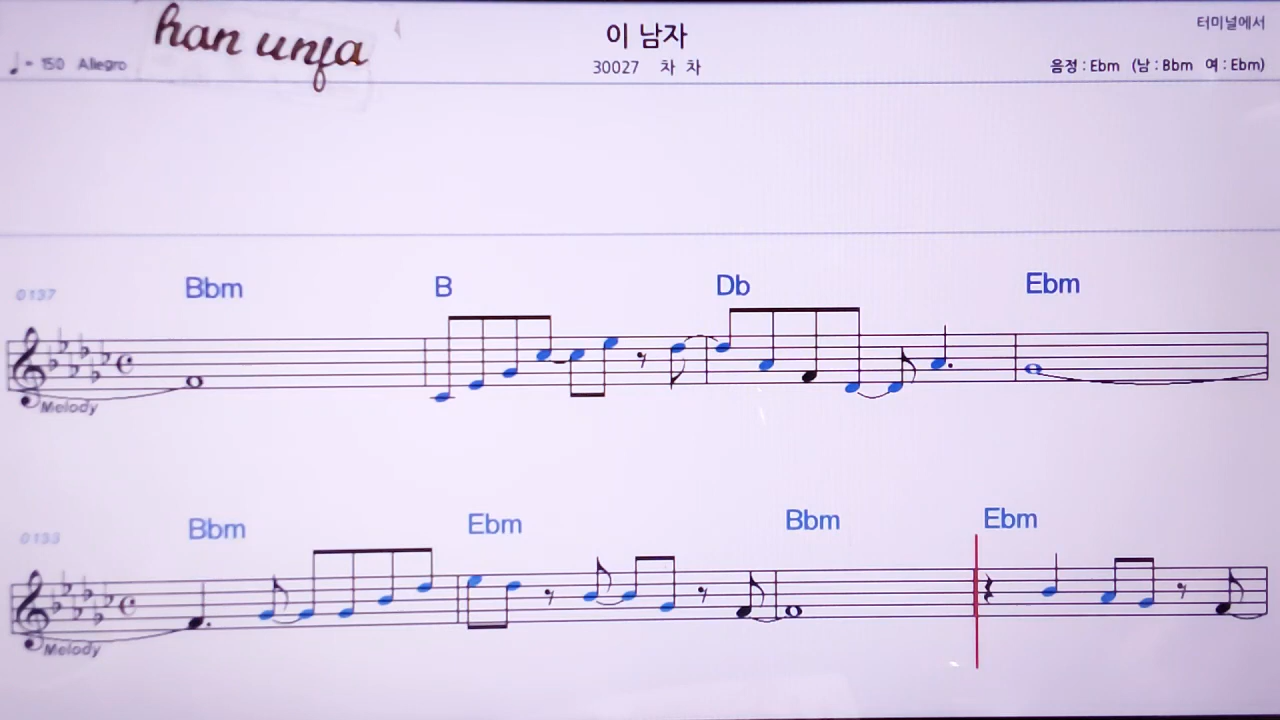 han unfa
이 남자
터미널에서
♩= 150 Allegro
30027 차 차
음정 : Ebm (남 : Bbm 여 : Ebm)
0137
Bbm B Db Ebm
Melody
0133
Bbm Ebm Bbm Ebm
Melody